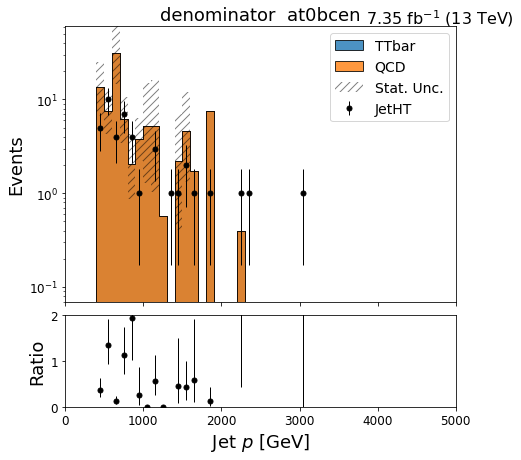 denominator at0bcen 7.35 fb⁻¹ (13 TeV)
TTbar
QCD
Stat. Unc.
JetHT
Events
10¹
10⁰
10⁻¹
Ratio
2
1
0
0 1000 2000 3000 4000 5000
Jet p [GeV]